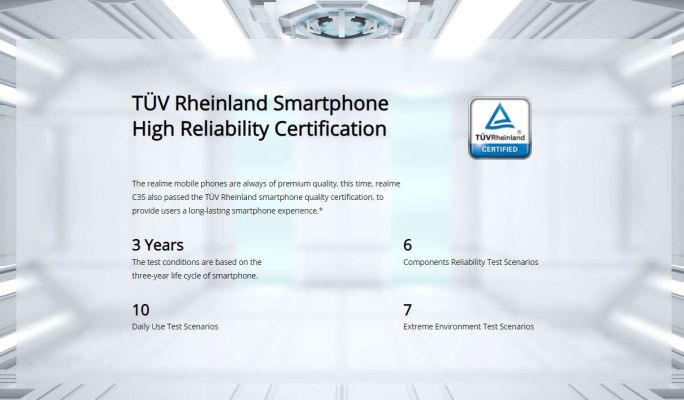 TÜV Rheinland Smartphone
High Reliability Certification
TÜVRheinland®
CERTIFIED
The realme mobile phones are always of premium quality, this time, realme
C35 also passed the TÜV Rheinland smartphone quality certification, to
provide users a long-lasting smartphone experience.*
3 Years
The test conditions are based on the
three-year life cycle of smartphone.
6
Components Reliability Test Scenarios
10
Daily Use Test Scenarios
7
Extreme Environment Test Scenarios